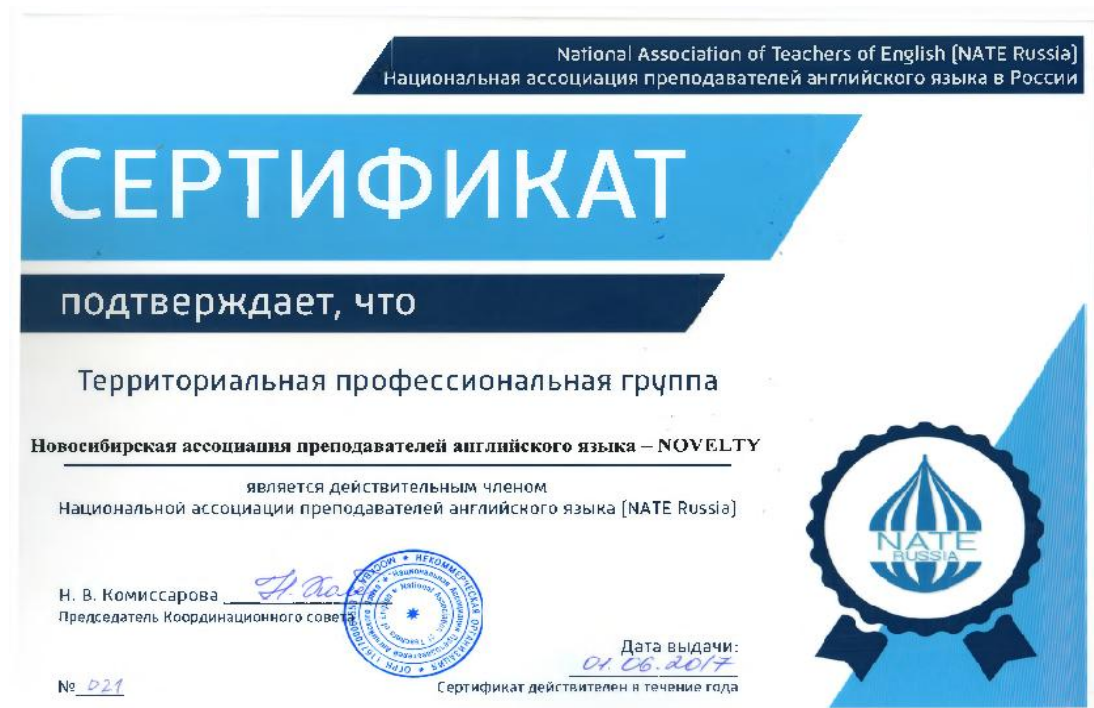 National Association of Teachers of English (NATE Russia)
Национальная ассоциация преподавателей английского языка в России
СЕРТИФИКАТ
подтверждает, что
Территориальная профессиональная группа
Новосибирская ассоциация преподавателей английского языка – NOVELTY
является действительным членом
Национальной ассоциации преподавателей английского языка (NATE Russia)
Н. В. Комиссарова
Председатель Координационного совета
Дата выдачи:
01.06.2017
№ 021
Сертификат действителен в течение года
NATE
RUSSIA